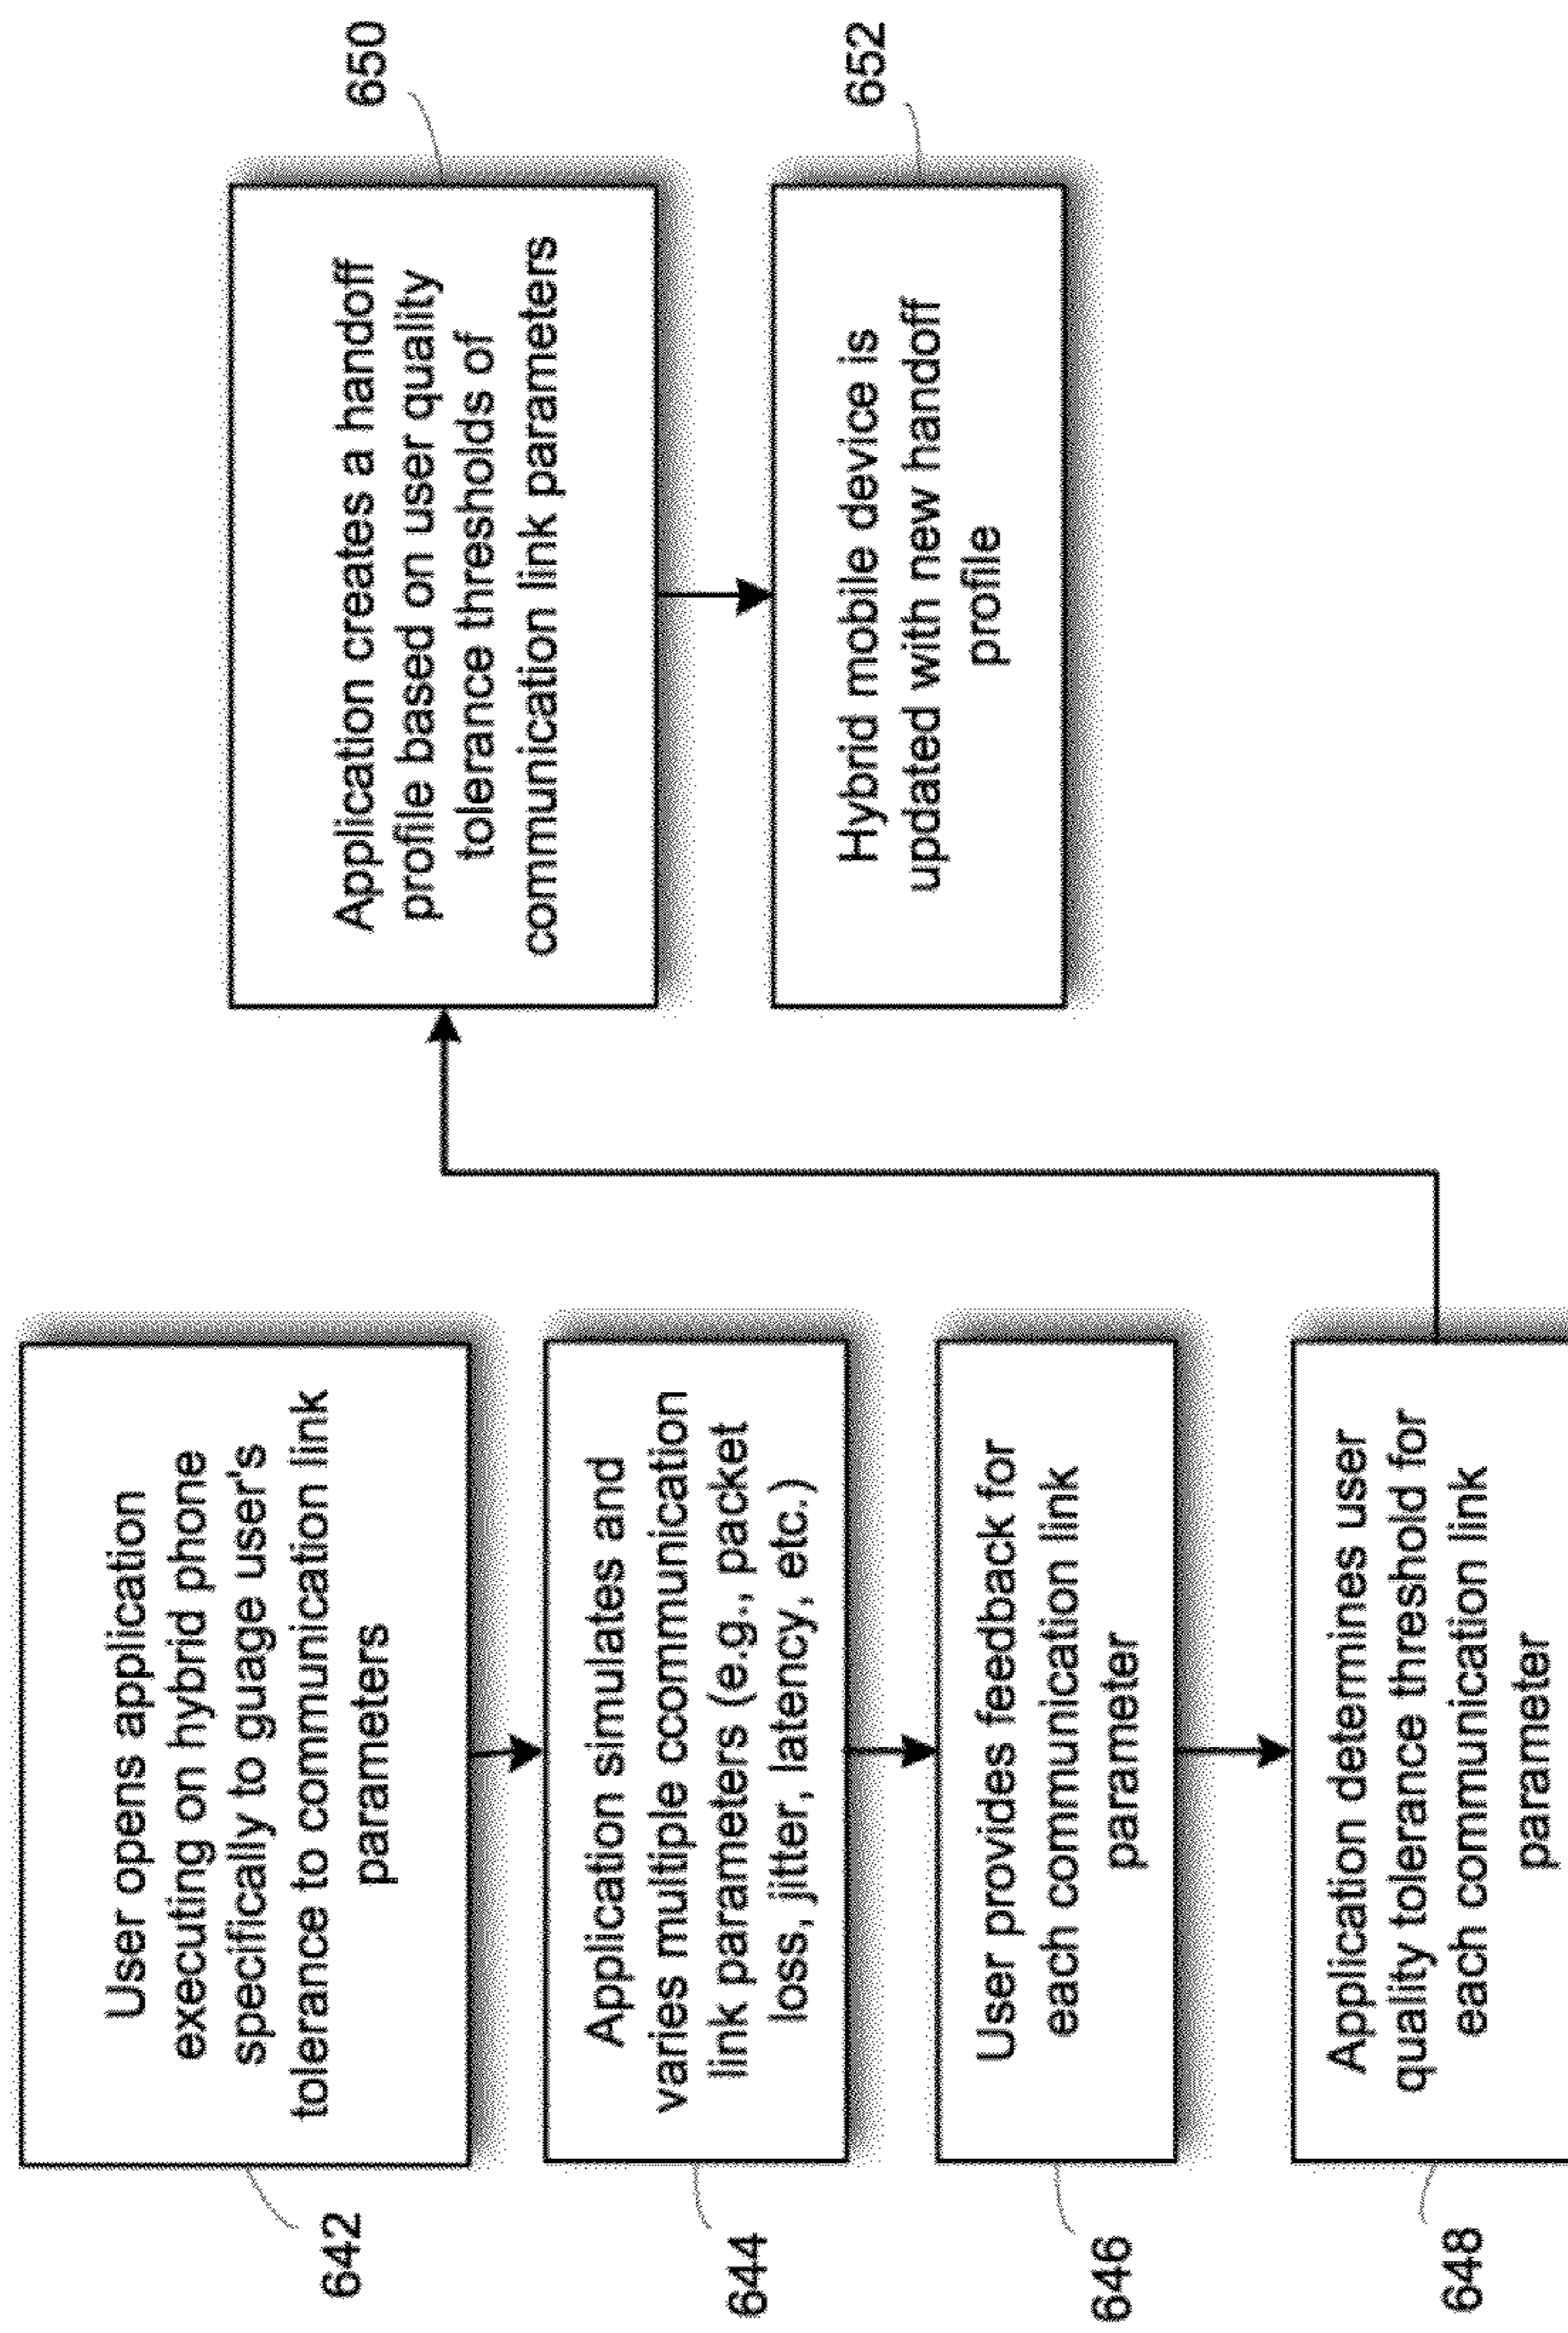 642
User opens application
executing on hybrid phone
specifically to guage user's
tolerance to communication link
parameters
644
Application simulates and
varies multiple ccommunication
link parameters (e.g., packet
loss, jitter, latency, etc.)
646
User provides feedback for
each communication link
parameter
648
Application determines user
quality tolerance threshold for
each communication link
parameter
650
Application creates a handoff
profile based on user quality
tolerance thresholds of
communication link parameters
652
Hybrid mobile device is
updated with new handoff
profile